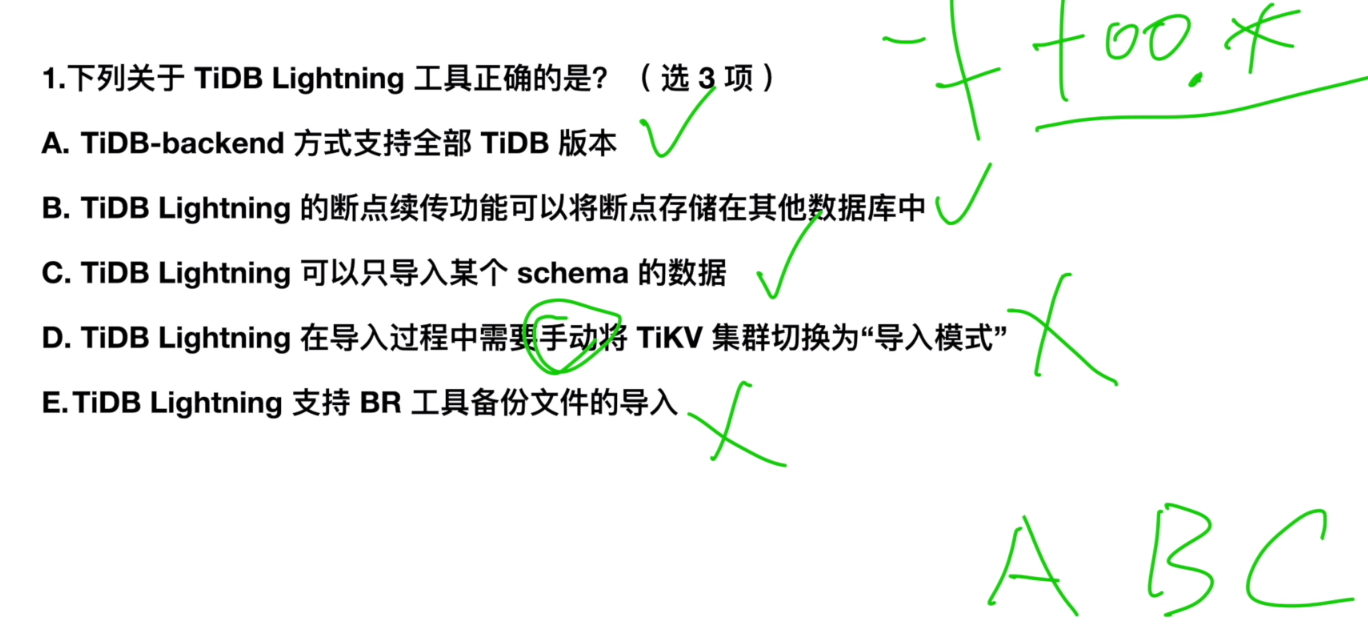 -f foo.*
1.下列关于 TiDB Lightning 工具正确的是？（选 3 项）
A. TiDB-backend 方式支持全部 TiDB 版本
B. TiDB Lightning 的断点续传功能可以将断点存储在其他数据库中
C. TiDB Lightning 可以只导入某个 schema 的数据
D. TiDB Lightning 在导入过程中需要手动将 TiKV 集群切换为“导入模式”
E.TiDB Lightning 支持 BR 工具备份文件的导入
A B C